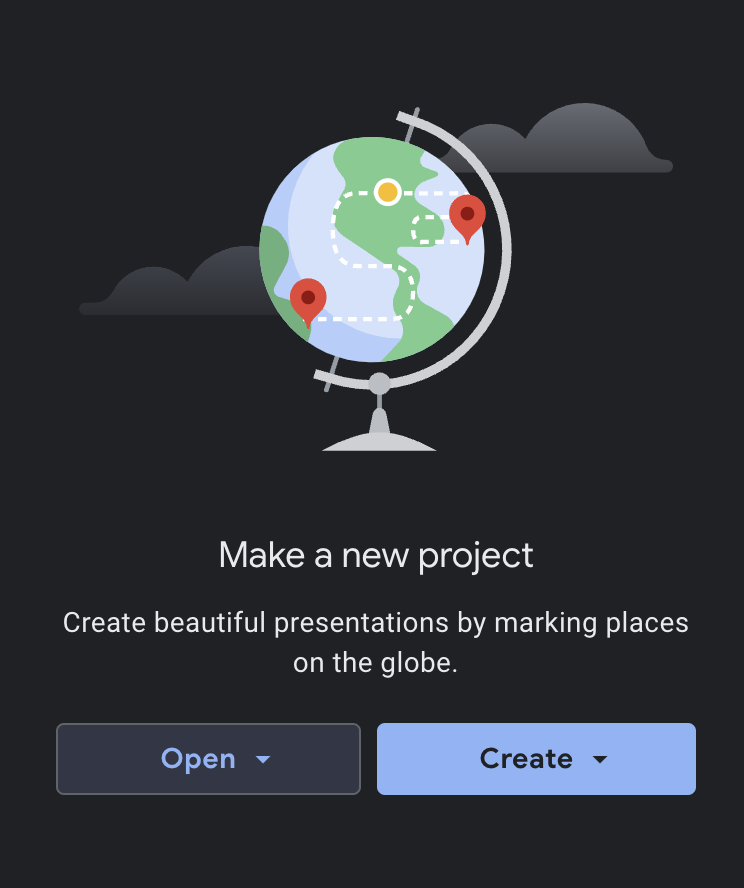 Make a new project
Create beautiful presentations by marking places
on the globe.
Open
Create